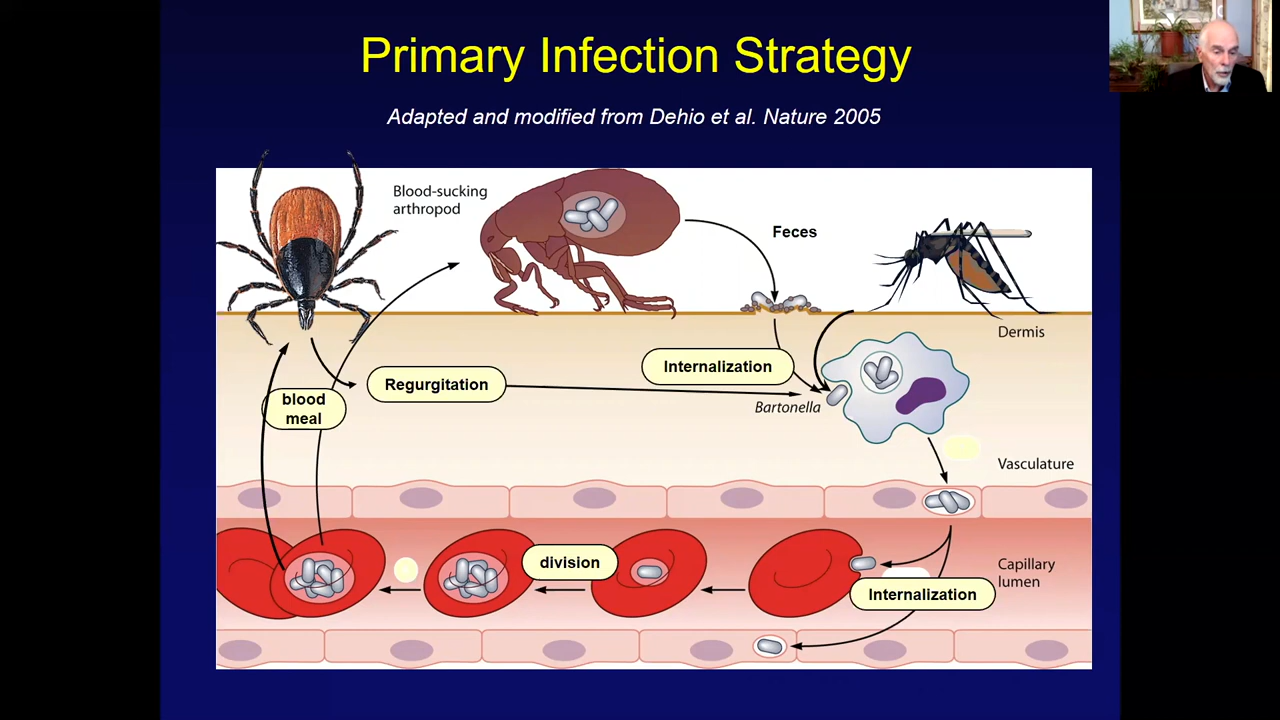 Primary Infection Strategy
Adapted and modified from Dehio et al. Nature 2005
Blood-sucking
arthropod
Feces
Dermis
Internalization
Regurgitation
blood
meal
Bartonella
Vasculature
division
Capillary
lumen
Internalization